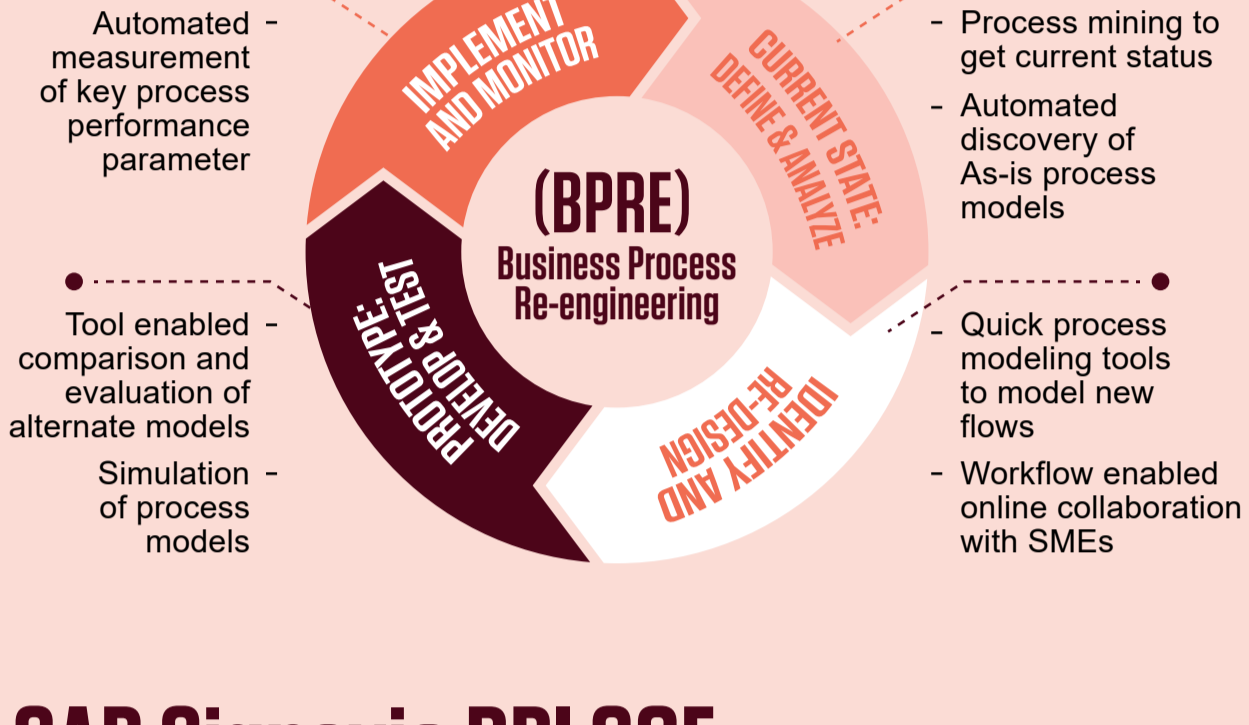 Automated
measurement
of key process
performance
parameter
IMPLEMENT
AND MONITOR
CURRENT STATE:
DEFINE & ANALYZE
- Process mining to
get current status
- Automated
discovery of
As-is process
models
(BPRE)
Business Process
Re-engineering
Tool enabled -
comparison and
evaluation of
alternate models
Simulation -
of process
models
PROTOTYPE:
DEVELOP & TEST
IDENTIFY AND
RE-DESIGN
- Quick process
modeling tools
to model new
flows
- Workflow enabled
online collaboration
with SMEs